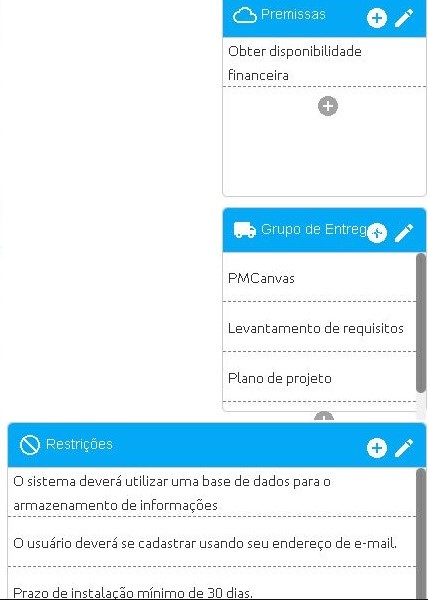 Premissas
Obter disponibilidade
financeira
Grupo de Entreg
PMCanvas
Levantamento de requisitos
Plano de projeto
Restrições
O sistema deverá utilizar uma base de dados para o
armazenamento de informações
O usuário deverá se cadastrar usando seu endereço de e-mail.
Prazo de instalação mínimo de 30 dias.